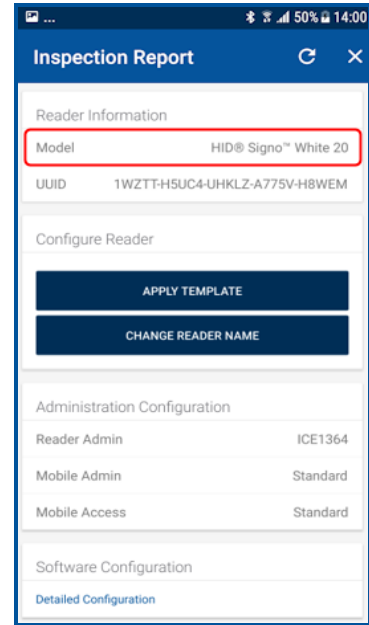 ... 50% 14:00
Inspection Report
Reader Information
Model HID® Signo™ White 20
UUID 1WZTT-H5UC4-UHKLZ-A775V-H8WEM
Configure Reader
APPLY TEMPLATE
CHANGE READER NAME
Administration Configuration
Reader Admin ICE1364
Mobile Admin Standard
Mobile Access Standard
Software Configuration
Detailed Configuration